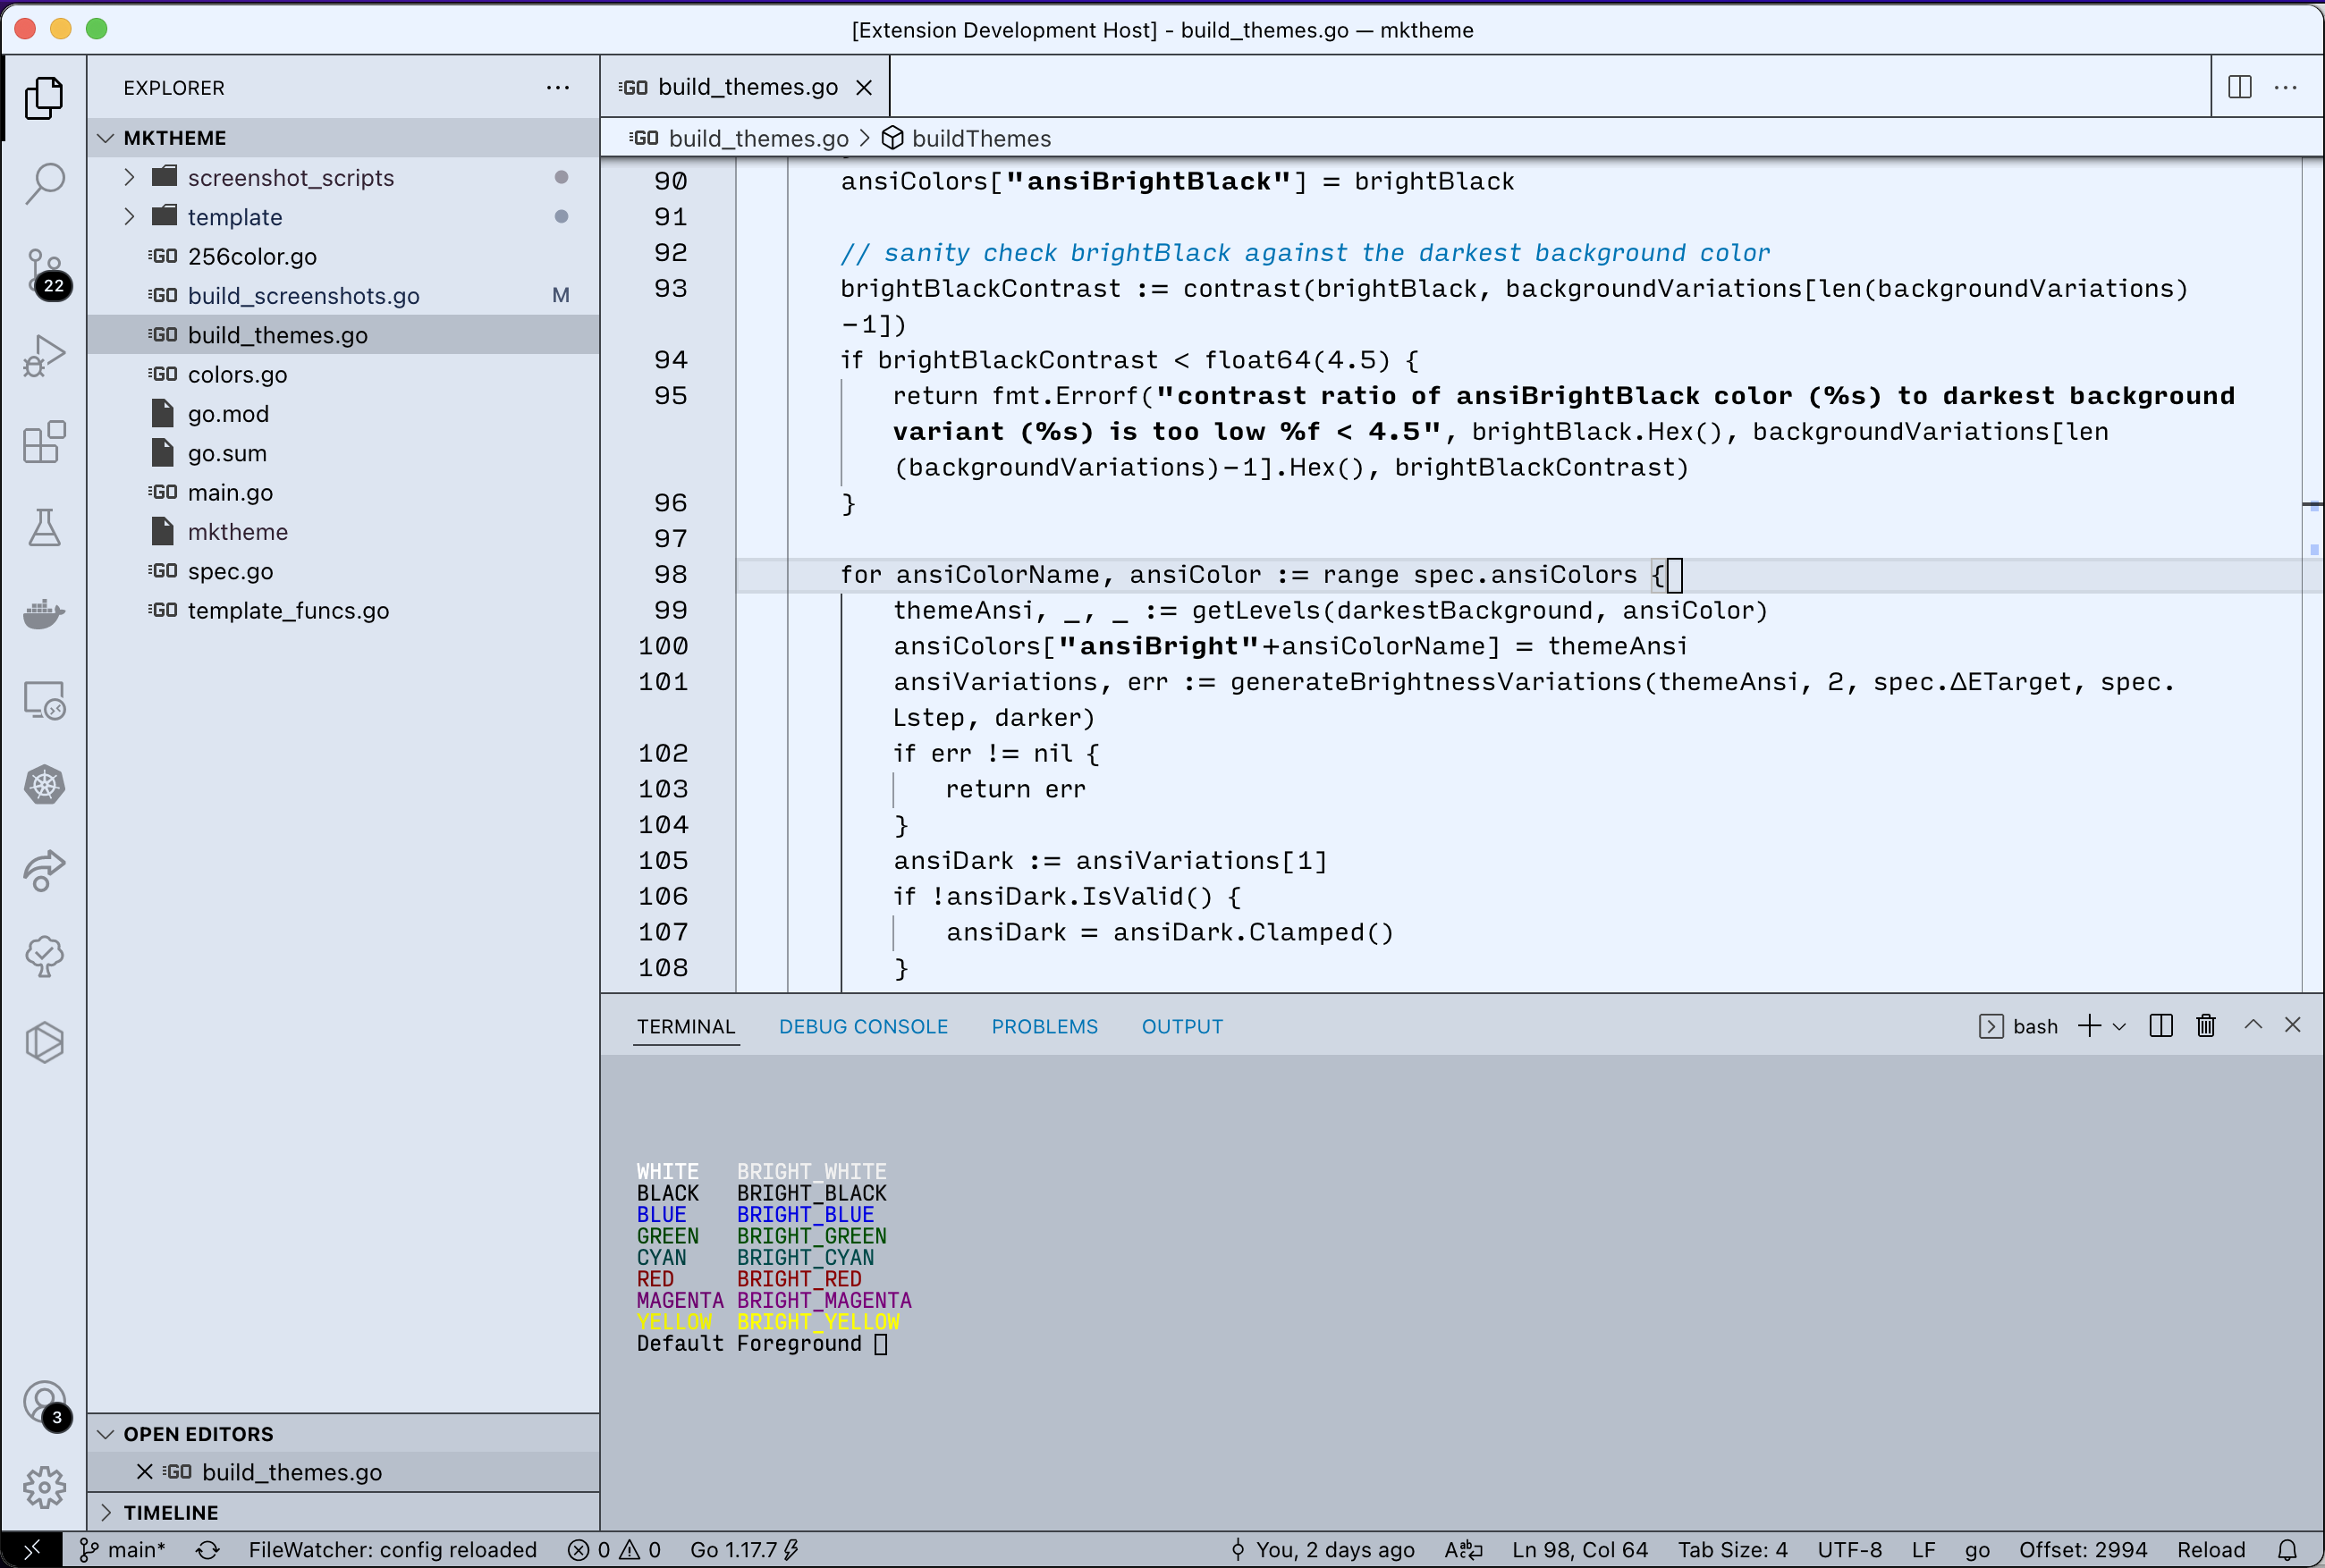 [Extension Development Host] - build_themes.go — mktheme
EXPLORER
MKTHEME
screenshot_scripts
template
GO 256color.go
GO build_screenshots.go M
GO build_themes.go
GO colors.go
go.mod
go.sum
GO main.go
mktheme
GO spec.go
GO template_funcs.go
22
3
OPEN EDITORS
GO build_themes.go
TIMELINE
GO build_themes.go
GO build_themes.go > buildThemes
90 ansiColors["ansiBrightBlack"] = brightBlack
91
92 // sanity check brightBlack against the darkest background color
93 brightBlackContrast := contrast(brightBlack, backgroundVariations[len(backgroundVariations)
-1])
94 if brightBlackContrast < float64(4.5) {
95 return fmt.Errorf("contrast ratio of ansiBrightBlack color (%s) to darkest background
variant (%s) is too low %f < 4.5", brightBlack.Hex(), backgroundVariations[len
(backgroundVariations)-1].Hex(), brightBlackContrast)
96 }
97
98 for ansiColorName, ansiColor := range spec.ansiColors {
99 themeAnsi, _, _ := getLevels(darkestBackground, ansiColor)
100 ansiColors["ansiBright"+ansiColorName] = themeAnsi
101 ansiVariations, err := generateBrightnessVariations(themeAnsi, 2, spec.ΔETarget, spec.
Lstep, darker)
102 if err != nil {
103 return err
104 }
105 ansiDark := ansiVariations[1]
106 if !ansiDark.IsValid() {
107 ansiDark = ansiDark.Clamped()
108 }
TERMINAL DEBUG CONSOLE PROBLEMS OUTPUT bash
WHITE BRIGHT_WHITE
BLACK BRIGHT_BLACK
BLUE BRIGHT_BLUE
GREEN BRIGHT_GREEN
CYAN BRIGHT_CYAN
RED BRIGHT_RED
MAGENTA BRIGHT_MAGENTA
YELLOW BRIGHT_YELLOW
Default Foreground
main* FileWatcher: config reloaded 0 0 Go 1.17.7 You, 2 days ago Ln 98, Col 64 Tab Size: 4 UTF-8 LF go Offset: 2994 Reload